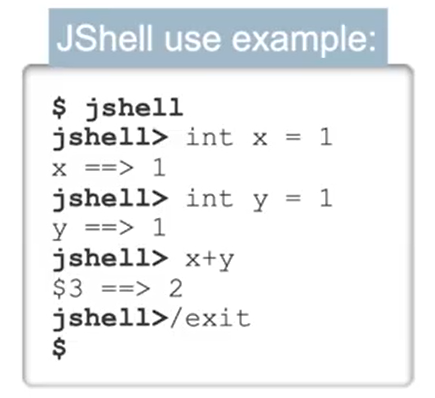 JShell use example:
$ jshell
jshell> int x = 1
x ==> 1
jshell> int y = 1
y ==> 1
jshell> x+y
$3 ==> 2
jshell>/exit
$